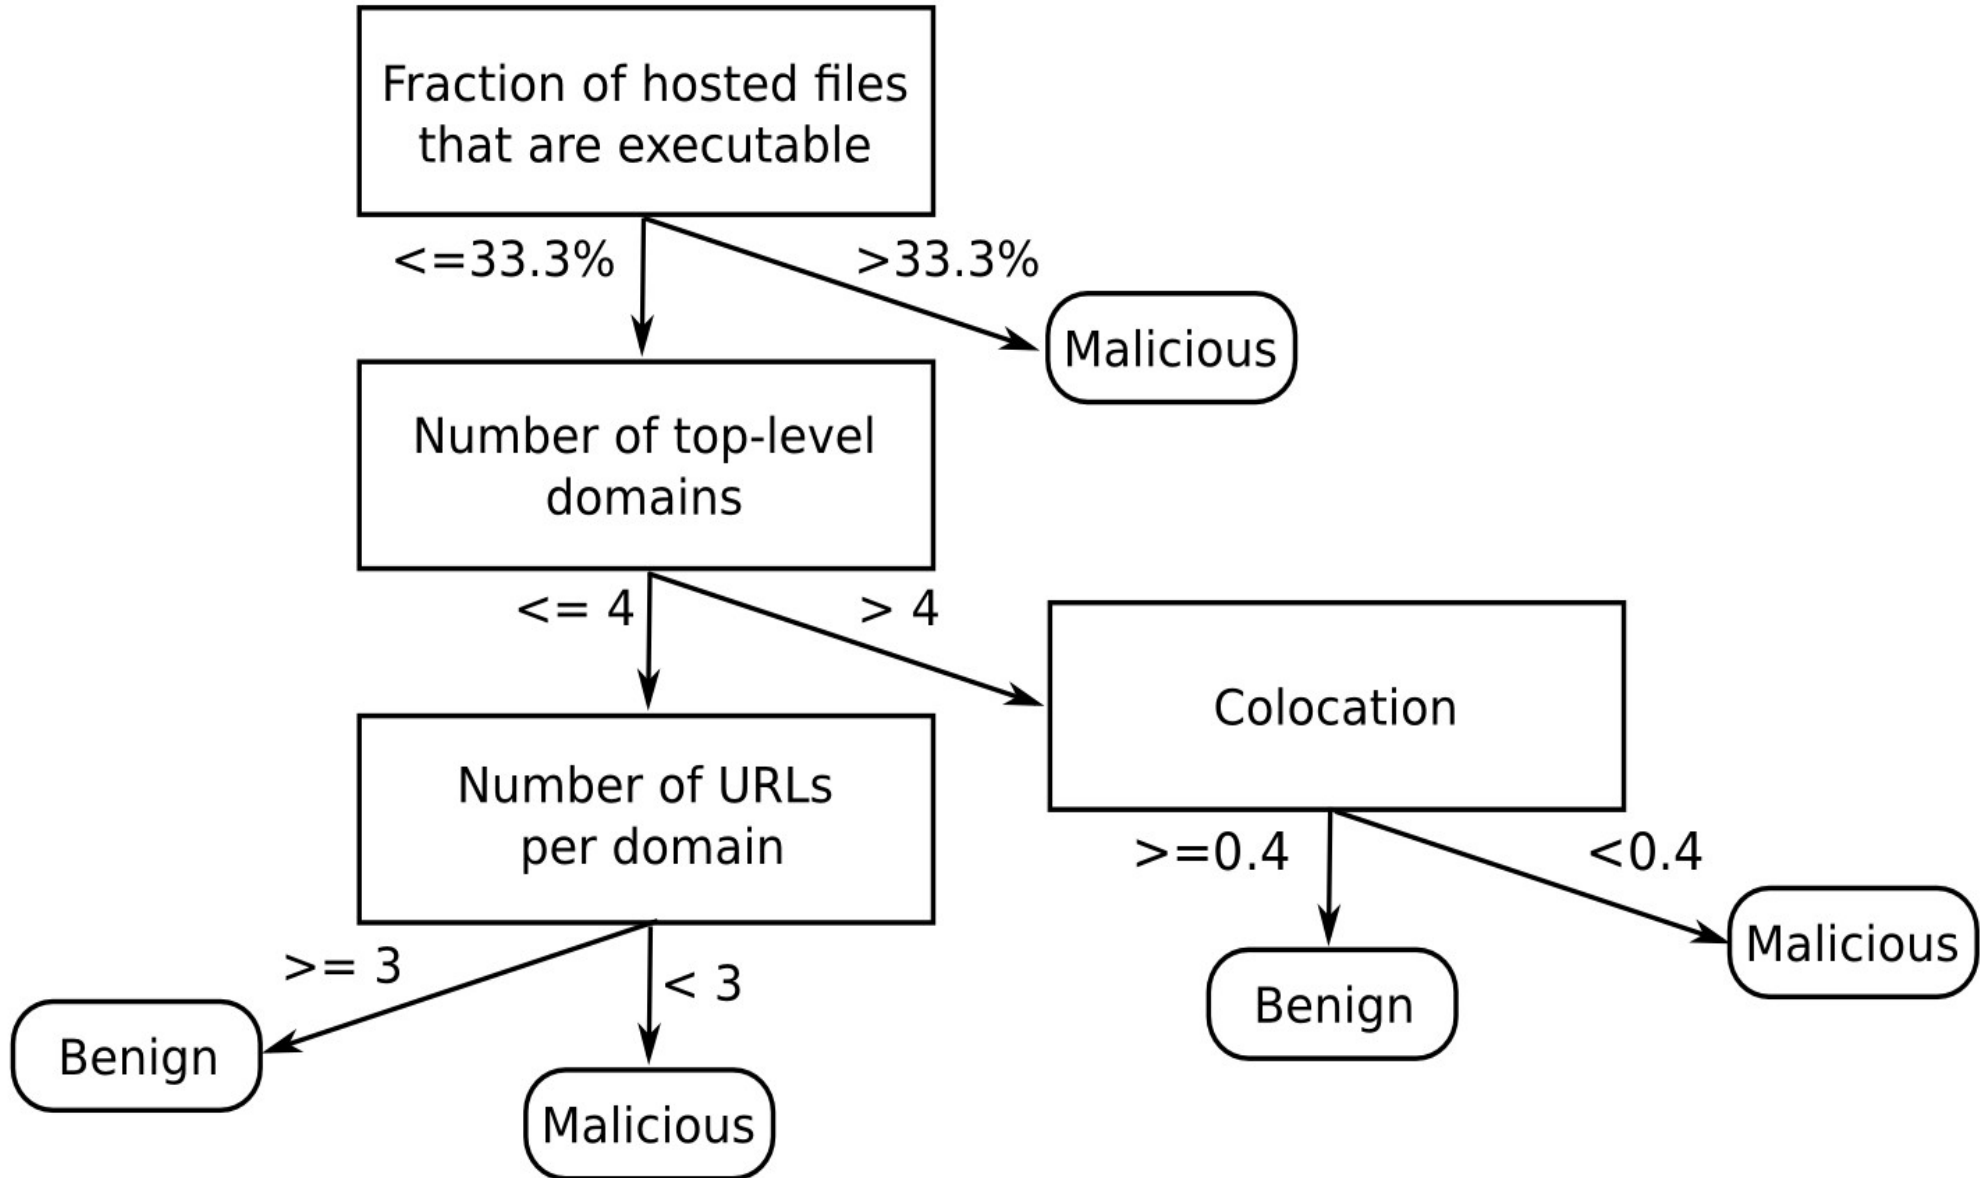 Fraction of hosted files
that are executable
<=33.3%
>33.3%
Malicious
Number of top-level
domains
<= 4
> 4
Colocation
Number of URLs
per domain
>=0.4
<0.4
Malicious
Benign
>= 3
< 3
Benign
Malicious